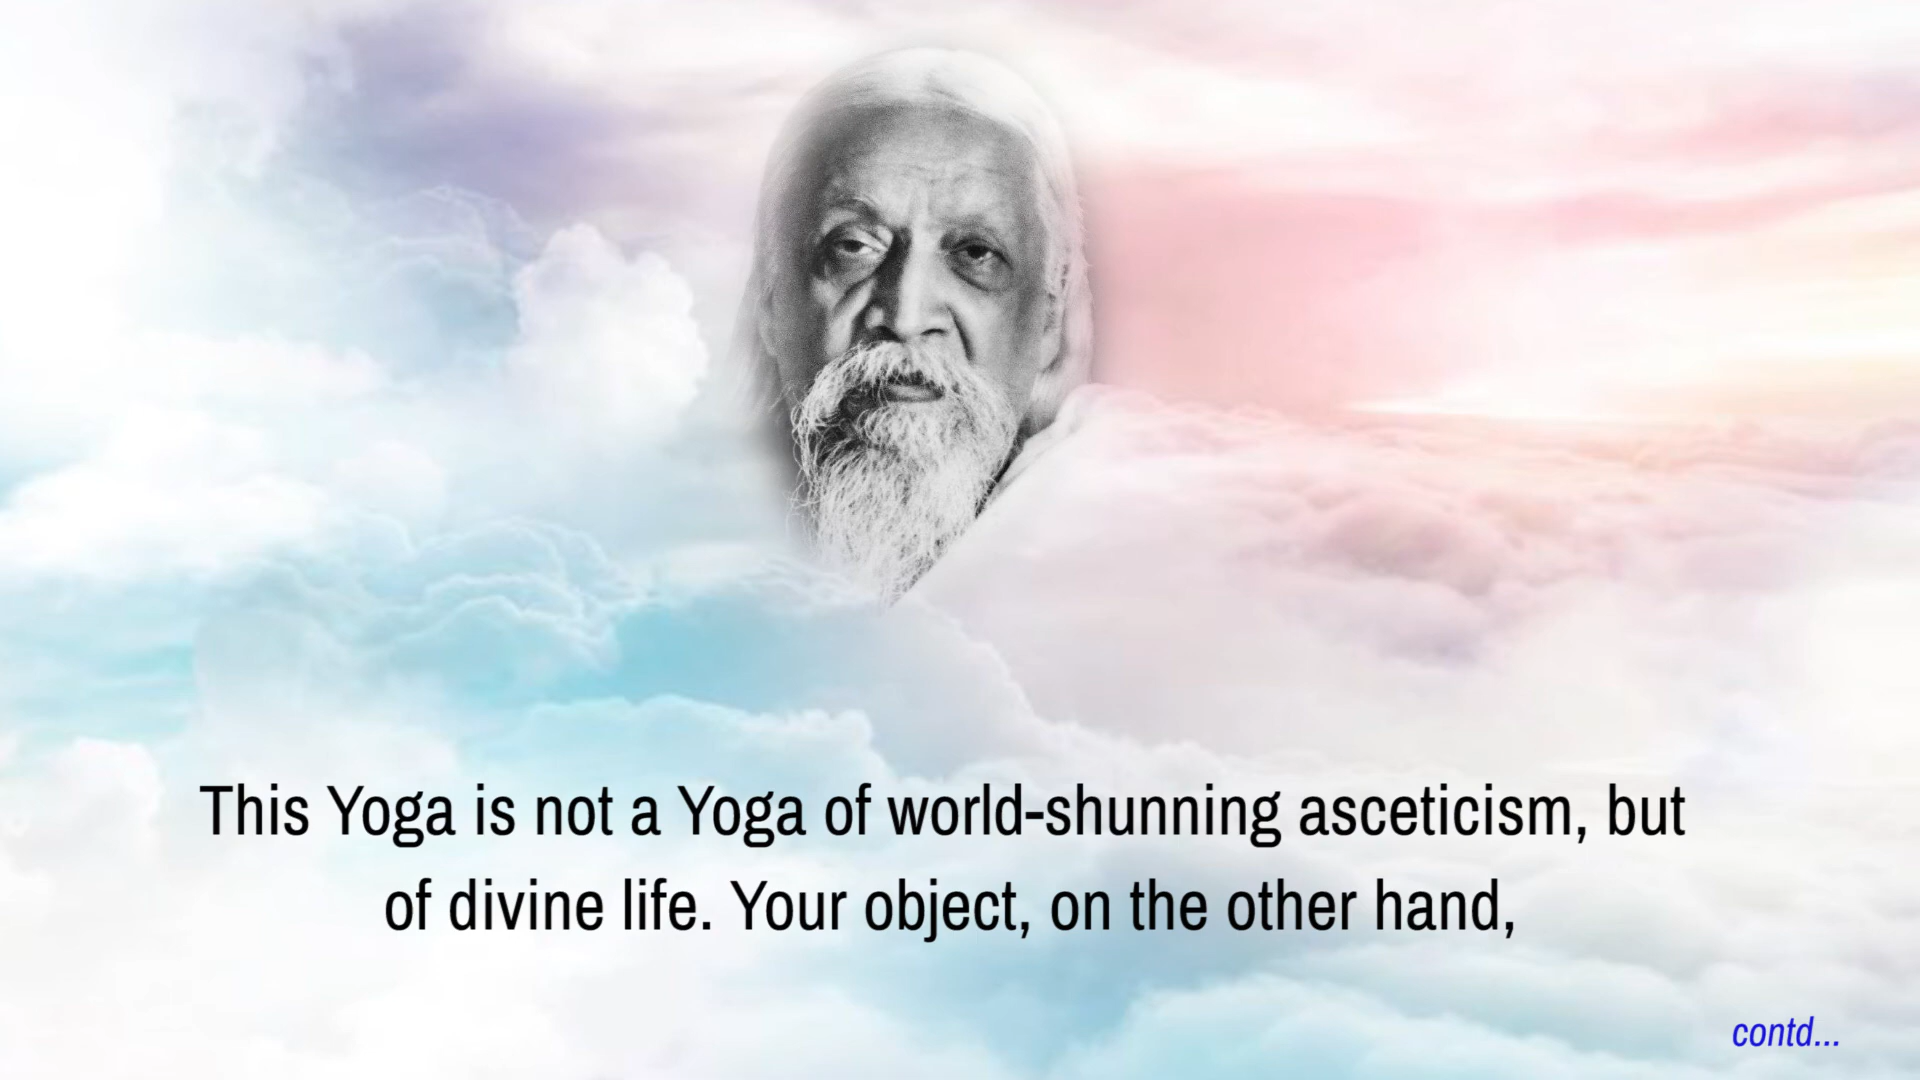 This Yoga is not a Yoga of world-shunning asceticism, but
of divine life. Your object, on the other hand,
contd...